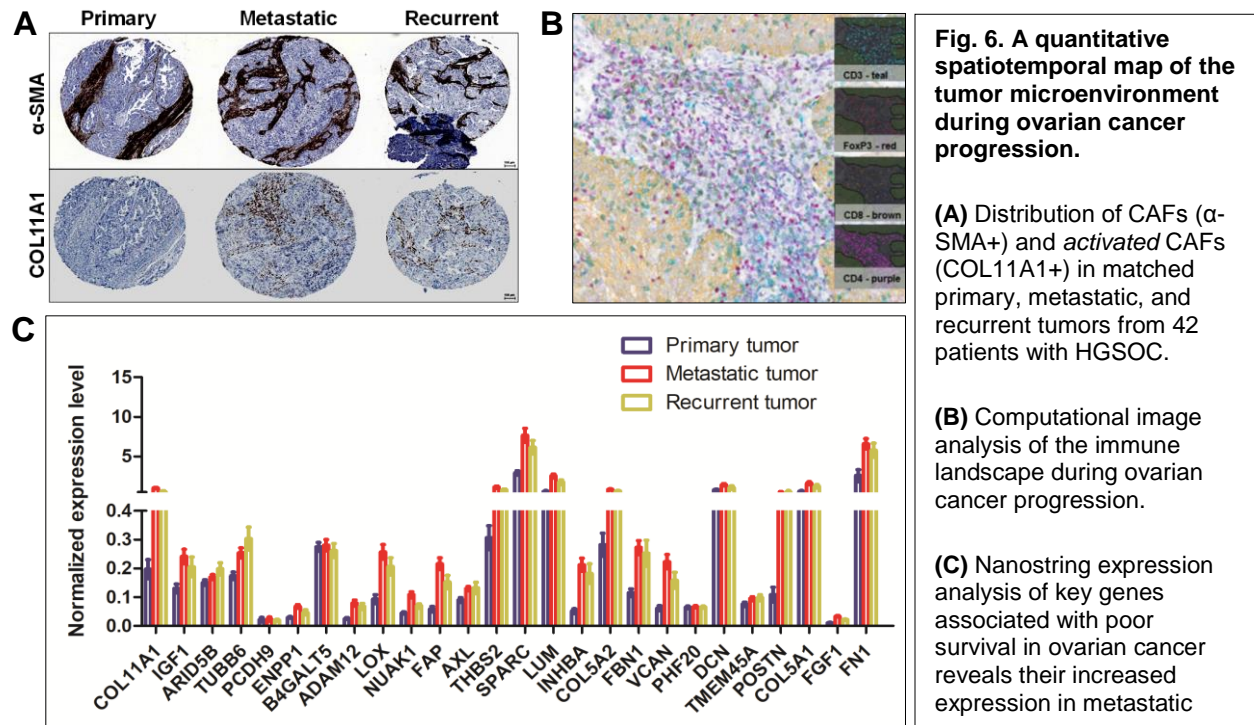 A
Primary
Metastatic
Recurrent
α-SMA
COL11A1
B
CD3 - teal
FoxP3 - red
CD8 - brown
CD4 - purple
C
Normalized expression level
15
10
5
0.4
0.3
0.2
0.1
0.0
Primary tumor
Metastatic tumor
Recurrent tumor
COL11A1
IGF1
ARID5B
TUBB6
PCDH9
ENPP1
B4GALT5
ADAM12
LOX
NUAK1
FAP
AXL
THBS2
SPARC
LUM
INHBA
COL5A2
FBN1
VCAN
PHF20
DCN
TMEM45A
POSTN
COL5A1
FGF1
FN1
Fig. 6. A quantitative
spatiotemporal map of the
tumor microenvironment
during ovarian cancer
progression.
(A) Distribution of CAFs (α-
SMA+) and activated CAFs
(COL11A1+) in matched
primary, metastatic, and
recurrent tumors from 42
patients with HGSOC.
(B) Computational image
analysis of the immune
landscape during ovarian
cancer progression.
(C) Nanostring expression
analysis of key genes
associated with poor
survival in ovarian cancer
reveals their increased
expression in metastatic